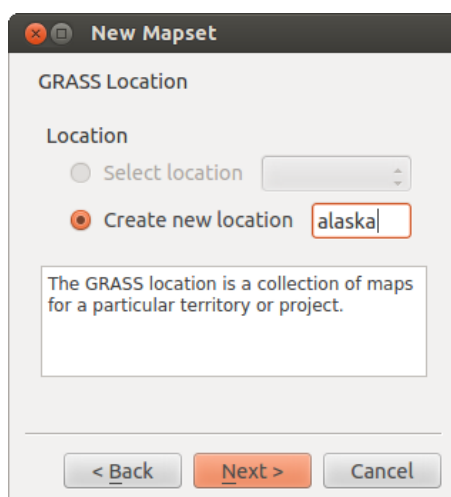 New Mapset
GRASS Location
Location
Select location
Create new location alaska
The GRASS location is a collection of maps
for a particular territory or project.
< Back Next > Cancel